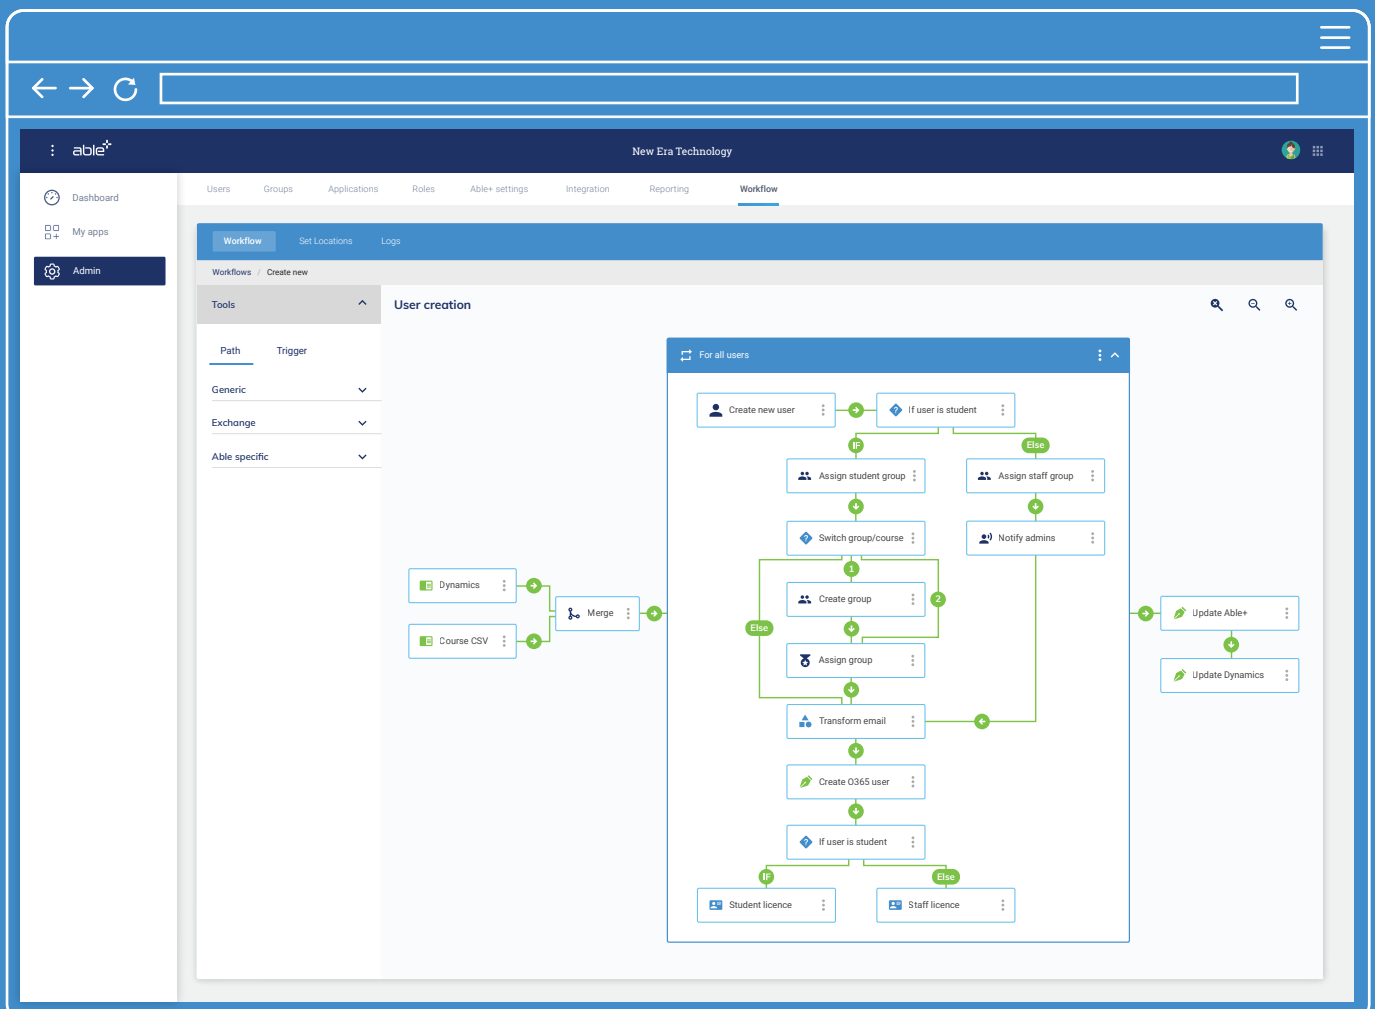 able+
New Era Technology
Dashboard
My apps
Admin
Users Groups Applications Roles Able+ settings Integration Reporting Workflow
Workflow Set Locations Logs
Workflows / Create new
Tools
Path Trigger
Generic
Exchange
Able specific
User creation
For all users
Create new user
If user is student
IF
Else
Assign student group
Assign staff group
Switch group/course
Notify admins
1
Dynamics
Create group
2
Merge
Else
Course CSV
Assign group
Transform email
Create O365 user
If user is student
IF
Else
Student licence
Staff licence
Update Able+
Update Dynamics